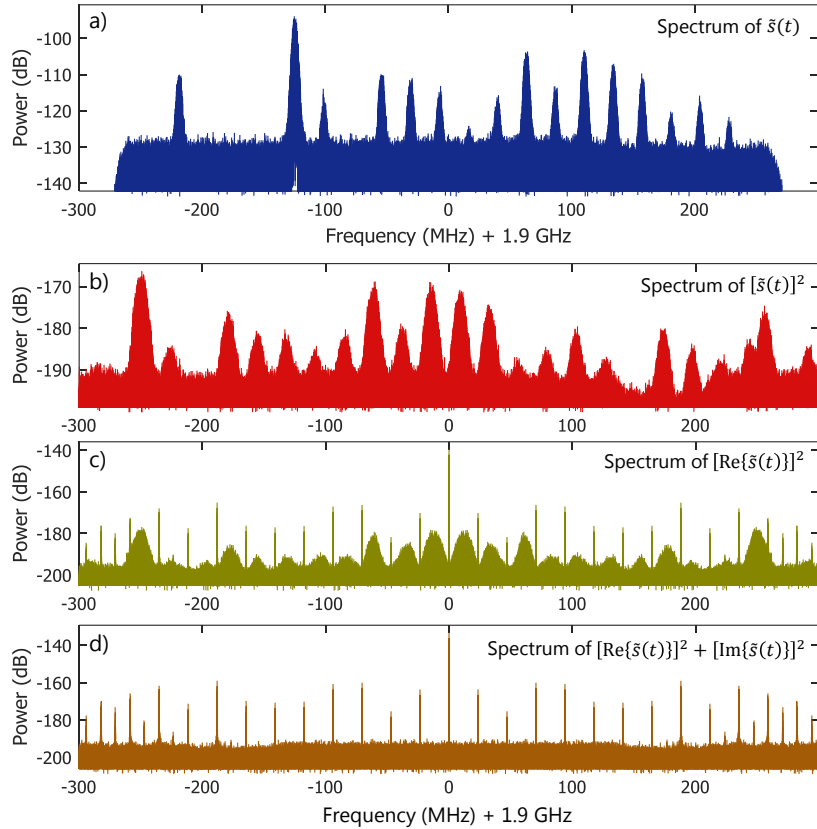 a)
Spectrum of s̃(t)
Power (dB)
-100
-110
-120
-130
-140
-300 -200 -100 0 100 200
Frequency (MHz) + 1.9 GHz
b)
Spectrum of [s̃(t)]²
Power (dB)
-170
-180
-190
-300 -200 -100 0 100 200
c)
Spectrum of [Re{s̃(t)}]²
Power (dB)
-140
-160
-180
-200
-300 -200 -100 0 100 200
d)
Spectrum of [Re{s̃(t)}]² + [Im{s̃(t)}]²
Power (dB)
-140
-160
-180
-200
-300 -200 -100 0 100 200
Frequency (MHz) + 1.9 GHz